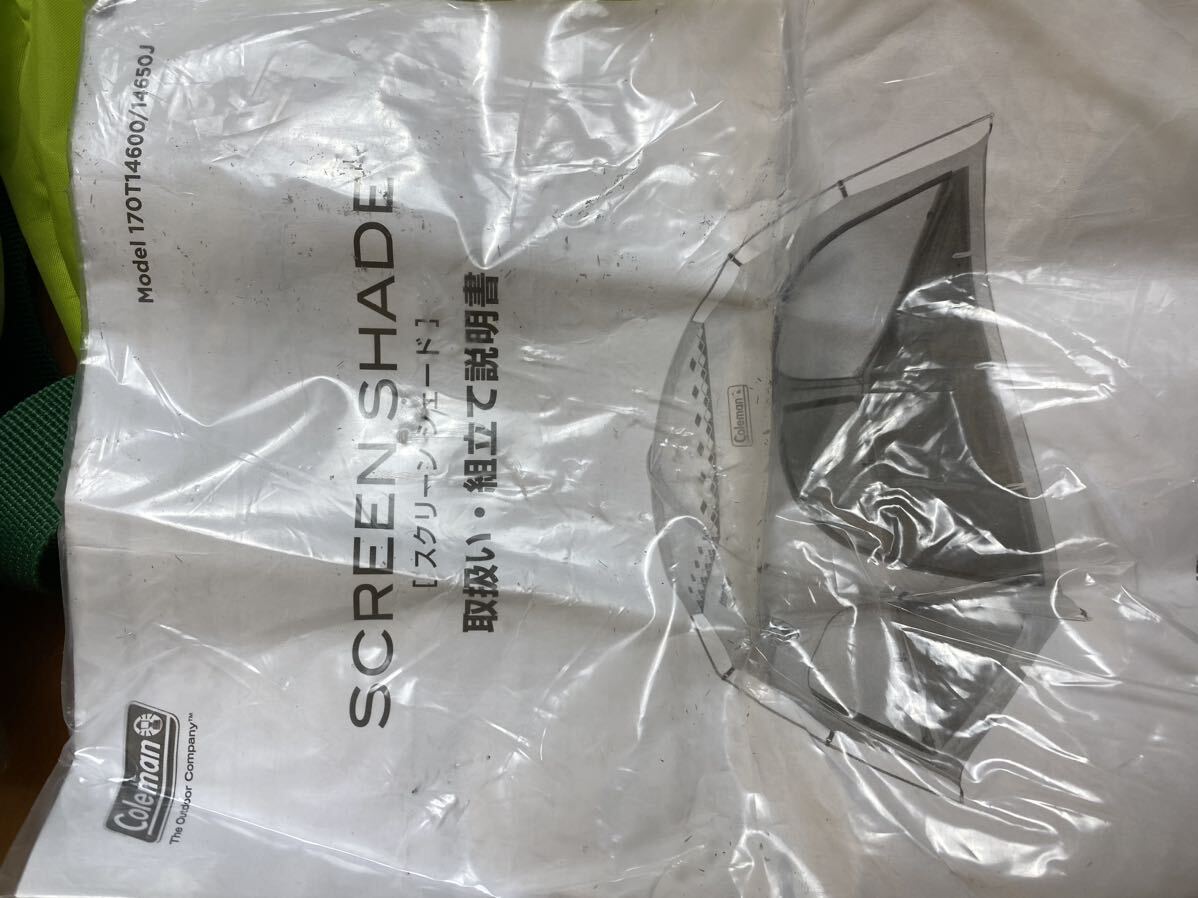 Coleman
The Outdoor Company™
Model 170T14600/14650J
SCREEN SHADE™
[スクリーンシェード]
取扱い・組立て説明書
Coleman